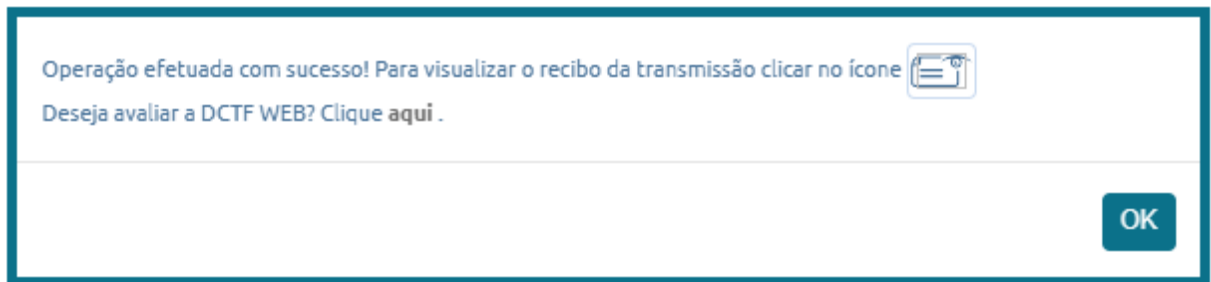 Operação efetuada com sucesso! Para visualizar o recibo da transmissão clicar no ícone
Deseja avaliar a DCTF WEB? Clique aqui .
OK